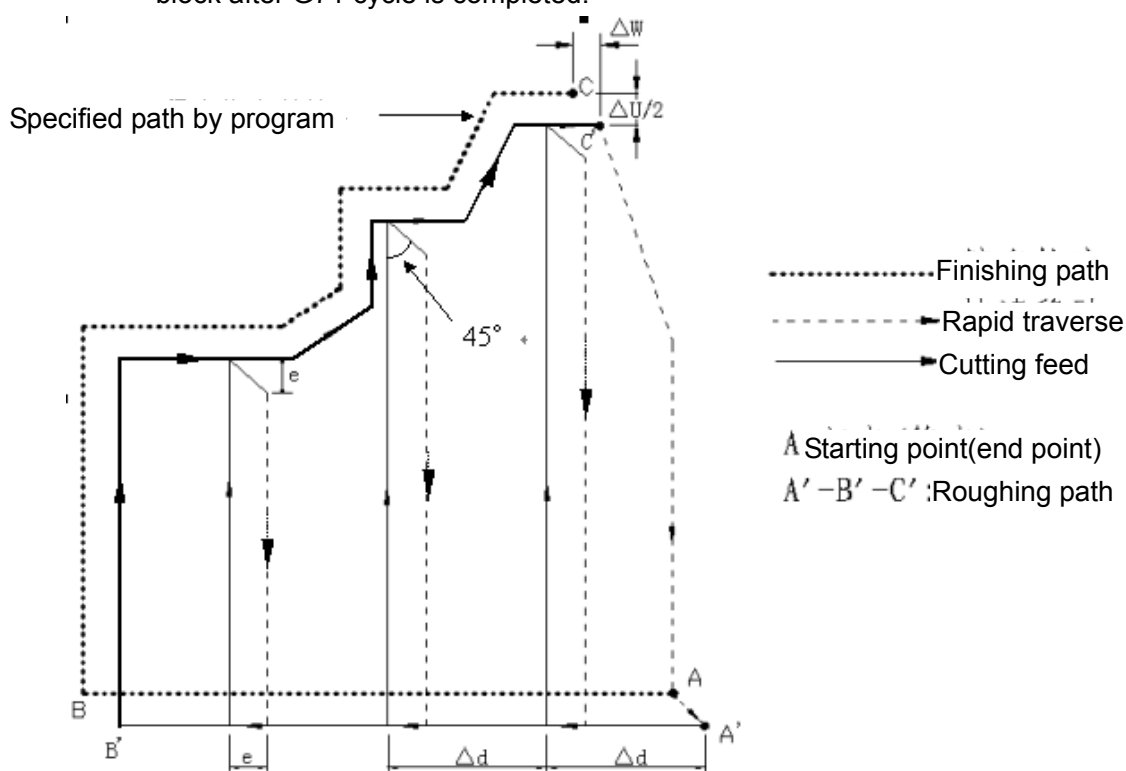 block after G71 cycle is completed.
△W
C
Specified path by program
△U/2
C'
Finishing path
Rapid traverse
45°
e
Cutting feed
A Starting point(end point)
A'-B'-C' :Roughing path
A
B
B'
A'
e
△d
△d